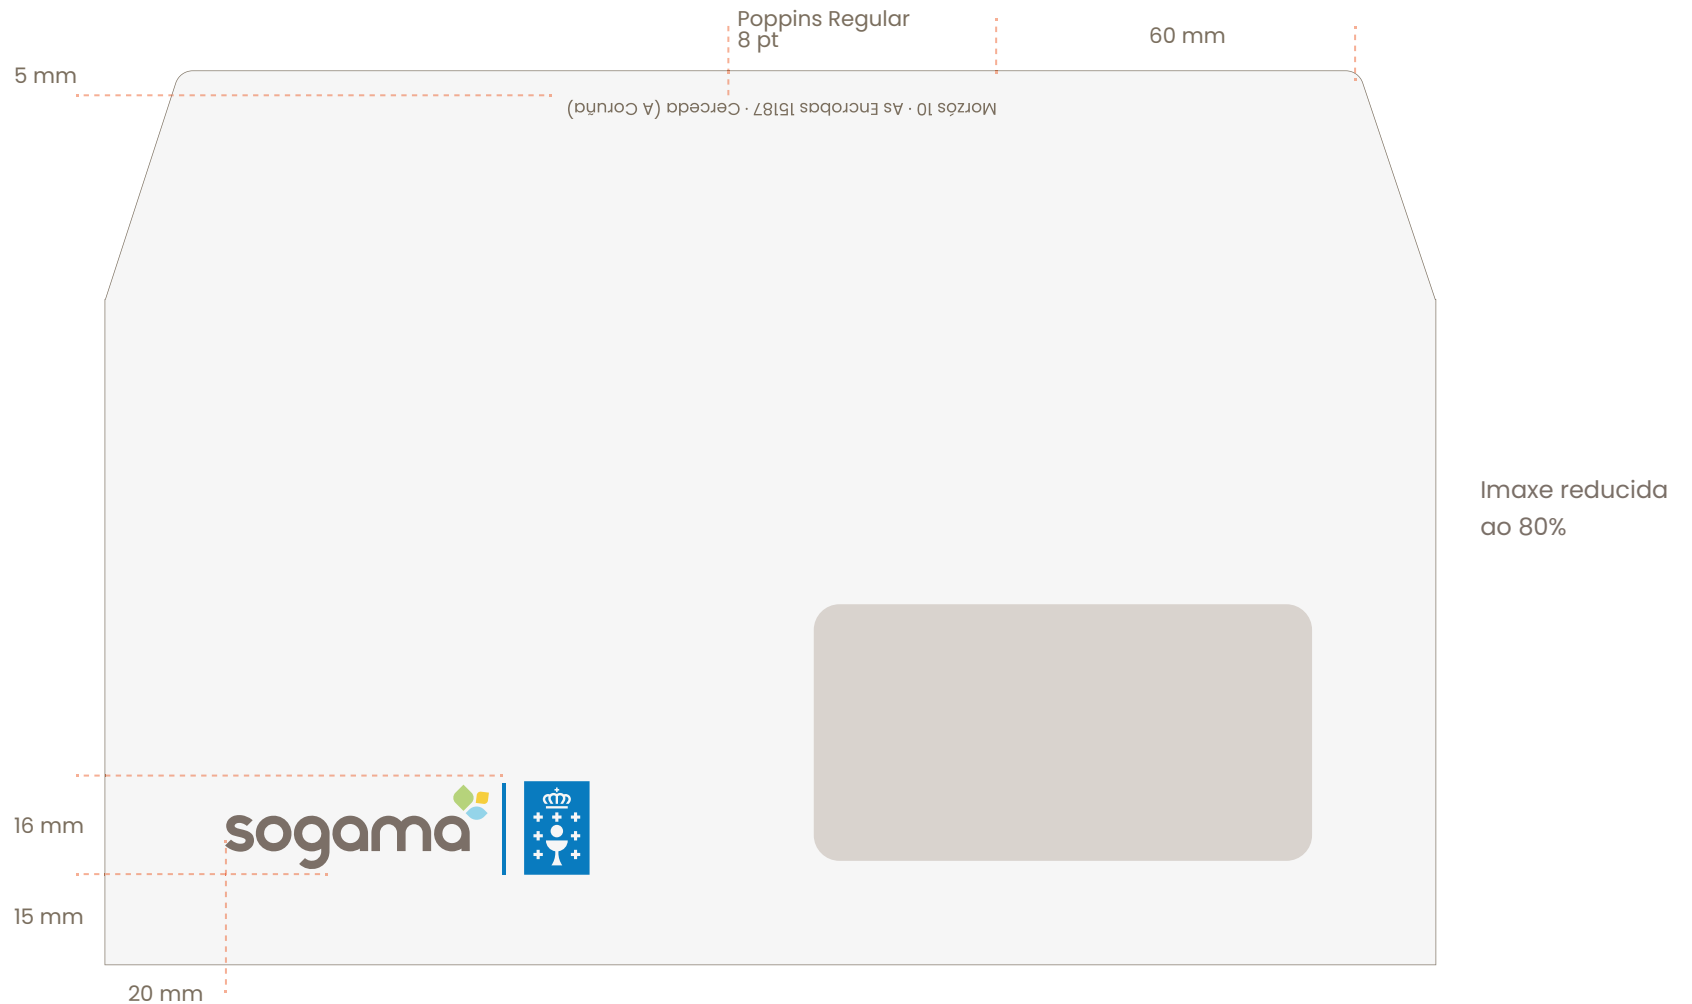 Poppins Regular
8 pt
60 mm
5 mm
Morzós 10 · As Encrobas 15187 · Cerceda (A Coruña)
Imaxe reducida
ao 80%
16 mm
sogama
15 mm
20 mm